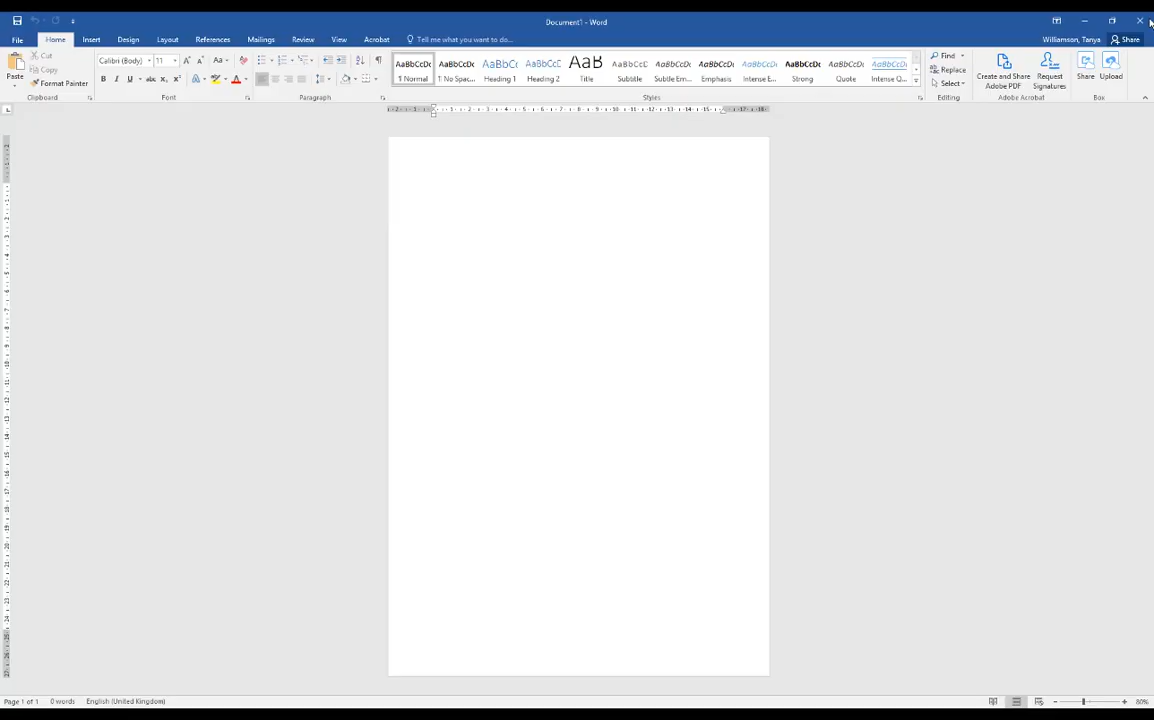 Document1 - Word
File Home Insert Design Layout References Mailings Review View Acrobat Tell me what you want to do... Williamson, Tanya Share
Paste
Cut
Copy
Format Painter
Clipboard
Calibri (Body) 11
Font
Paragraph
AaBbCcDc AaBbCcDc AaBbCc AaBbCcC AaB AaBbCcC AaBbCcDc AaBbCcDc AaBbCcDc AaBbCcDc AaBbCcDc AaBbCcDc
¶ Normal ¶ No Spac... Heading 1 Heading 2 Title Subtitle Subtle Em... Emphasis Intense E... Strong Quote Intense Q...
Styles
Find
Replace
Select
Editing
Create and Share
Adobe PDF
Request
Signatures
Adobe Acrobat
Share Upload
Box
Page 1 of 1 0 words English (United Kingdom) 80%